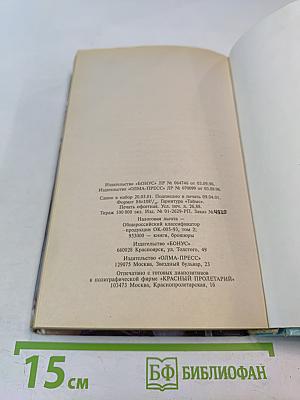 Издательство «БОНУС» ЛР № 064746 от 03.09.96.
Издательство «ОЛМА-ПРЕСС» ЛР № 070099 от 03.09.96.
Сдано в набор 20.03.01. Подписано в печать 09.04.01.
Формат 84×108¹/₃₂. Гарнитура «Таймс».
Печать офсетная. Усл. печ. л. 26,88.
Тираж 100 000 экз. Изд. № 01-2629-РП. Заказ №
Налоговая льгота —
Общероссийский классификатор
продукции ОК-005-93, том 2;
953000 — книги, брошюры
Издательство «БОНУС»
660028 Красноярск, ул. Толстого, 49
Издательство «ОЛМА-ПРЕСС»
129075 Москва, Звездный бульвар, 23
Отпечатано с готовых диапозитивов
в полиграфической фирме «КРАСНЫЙ ПРОЛЕТАРИЙ»
103473 Москва, Краснопролетарская, 16
15 см
БФ БИБЛИОФАН